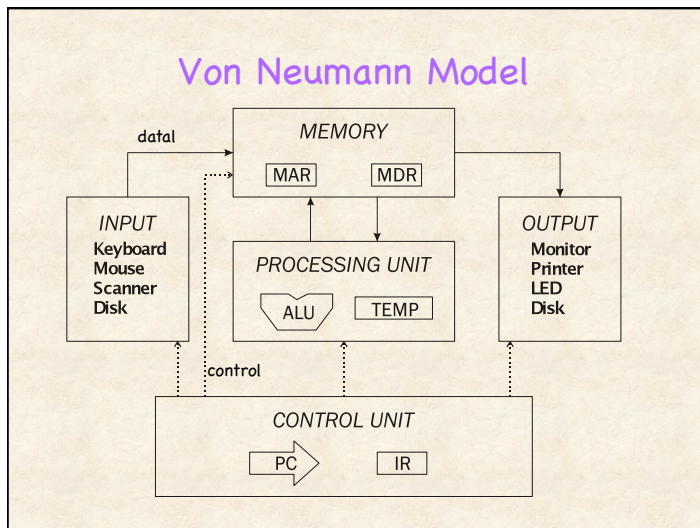 Von Neumann Model
datal
MEMORY
MAR MDR
INPUT
Keyboard
Mouse
Scanner
Disk
PROCESSING UNIT
ALU TEMP
OUTPUT
Monitor
Printer
LED
Disk
control
CONTROL UNIT
PC IR